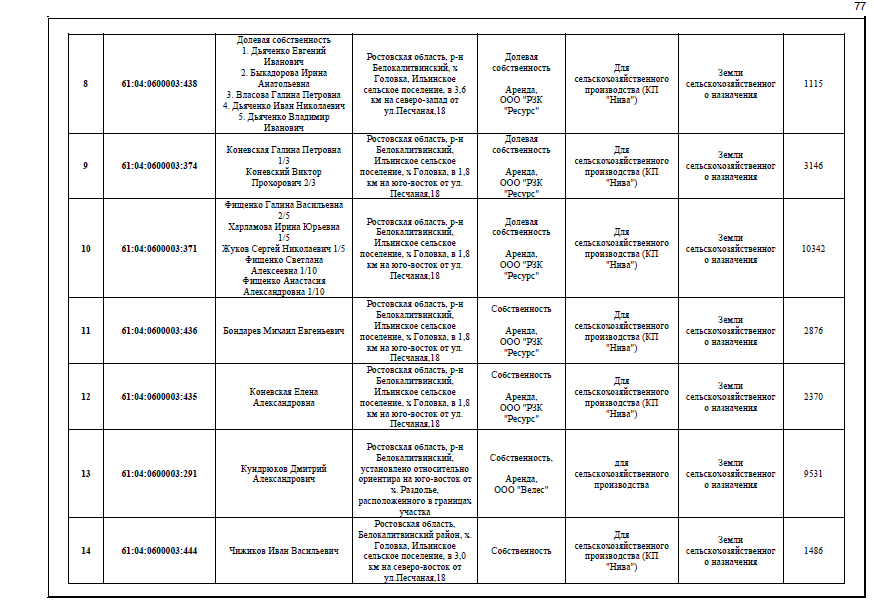 77
8
61:04:0600003:438
Долевая собственность
1. Дьяченко Евгений
Иванович
2. Быкадорова Ирина
Анатольевна
3. Власова Галина Петровна
4. Дьяченко Иван Николаевич
5. Дьяченко Владимир
Иванович
Ростовская область, р-н
Белокалитвинский, х
Головка, Ильинское
сельское поселение, в 3,6
км на северо-запад от
ул.Песчаная,18
Долевая
собственность
Аренда,
ООО "РЗК
"Ресурс"
Для
сельскохозяйственного
производства (КП
"Нива")
Земли
сельскохозяйственног
о назначения
1115
9
61:04:0600003:374
Коневская Галина Петровна
1/3
Коневский Виктор
Прохорович 2/3
Ростовская область, р-н
Белокалитвинский,
Ильинское сельское
поселение, х Головка, в 1,8
км на юго-восток от ул.
Песчаная,18
Долевая
собственность
Аренда,
ООО "РЗК
"Ресурс"
Для
сельскохозяйственного
производства (КП
"Нива")
Земли
сельскохозяйственног
о назначения
3146
10
61:04:0600003:371
Фищенко Галина Васильевна
2/5
Харламова Ирина Юрьевна
1/5
Жуков Сергей Николаевич 1/5
Фищенко Светлана
Алексеевна 1/10
Фищенко Анастасия
Александровна 1/10
Ростовская область, р-н
Белокалитвинский,
Ильинское сельское
поселение, х Головка, в 1,8
км на юго-восток от ул.
Песчаная,18
Долевая
собственность
Аренда,
ООО "РЗК
"Ресурс"
Для
сельскохозяйственного
производства (КП
"Нива")
Земли
сельскохозяйственног
о назначения
10342
11
61:04:0600003:436
Бондарев Михаил Евгеньевич
Ростовская область, р-н
Белокалитвинский,
Ильинское сельское
поселение, х Головка, в 1,8
км на юго-восток от ул.
Песчаная,18
Собственность
Аренда,
ООО "РЗК
"Ресурс"
Для
сельскохозяйственного
производства (КП
"Нива")
Земли
сельскохозяйственног
о назначения
2876
12
61:04:0600003:435
Коневская Елена
Александровна
Ростовская область, р-н
Белокалитвинский,
Ильинское сельское
поселение, х Головка, в 1,8
км на юго-восток от ул.
Песчаная,18
Собственность
Аренда,
ООО "РЗК
"Ресурс"
Для
сельскохозяйственного
производства (КП
"Нива")
Земли
сельскохозяйственног
о назначения
2370
13
61:04:0600003:291
Кундрюков Дмитрий
Александрович
Ростовская область, р-н
Белокалитвинский,
установлено относительно
ориентира на юго-восток от
х. Раздолье,
расположенного в границах
участка
Собственность,
Аренда,
ООО "Велес"
для
сельскохозяйственного
производства
Земли
сельскохозяйственног
о назначения
9531
14
61:04:0600003:444
Чижиков Иван Васильевич
Ростовская область,
Белокалитвинский район, х.
Головка, Ильинское
сельское поселение, в 3,0
км на северо-восток от
ул.Песчаная,18
Собственность
Для
сельскохозяйственного
производства (КП
"Нива")
Земли
сельскохозяйственног
о назначения
1486